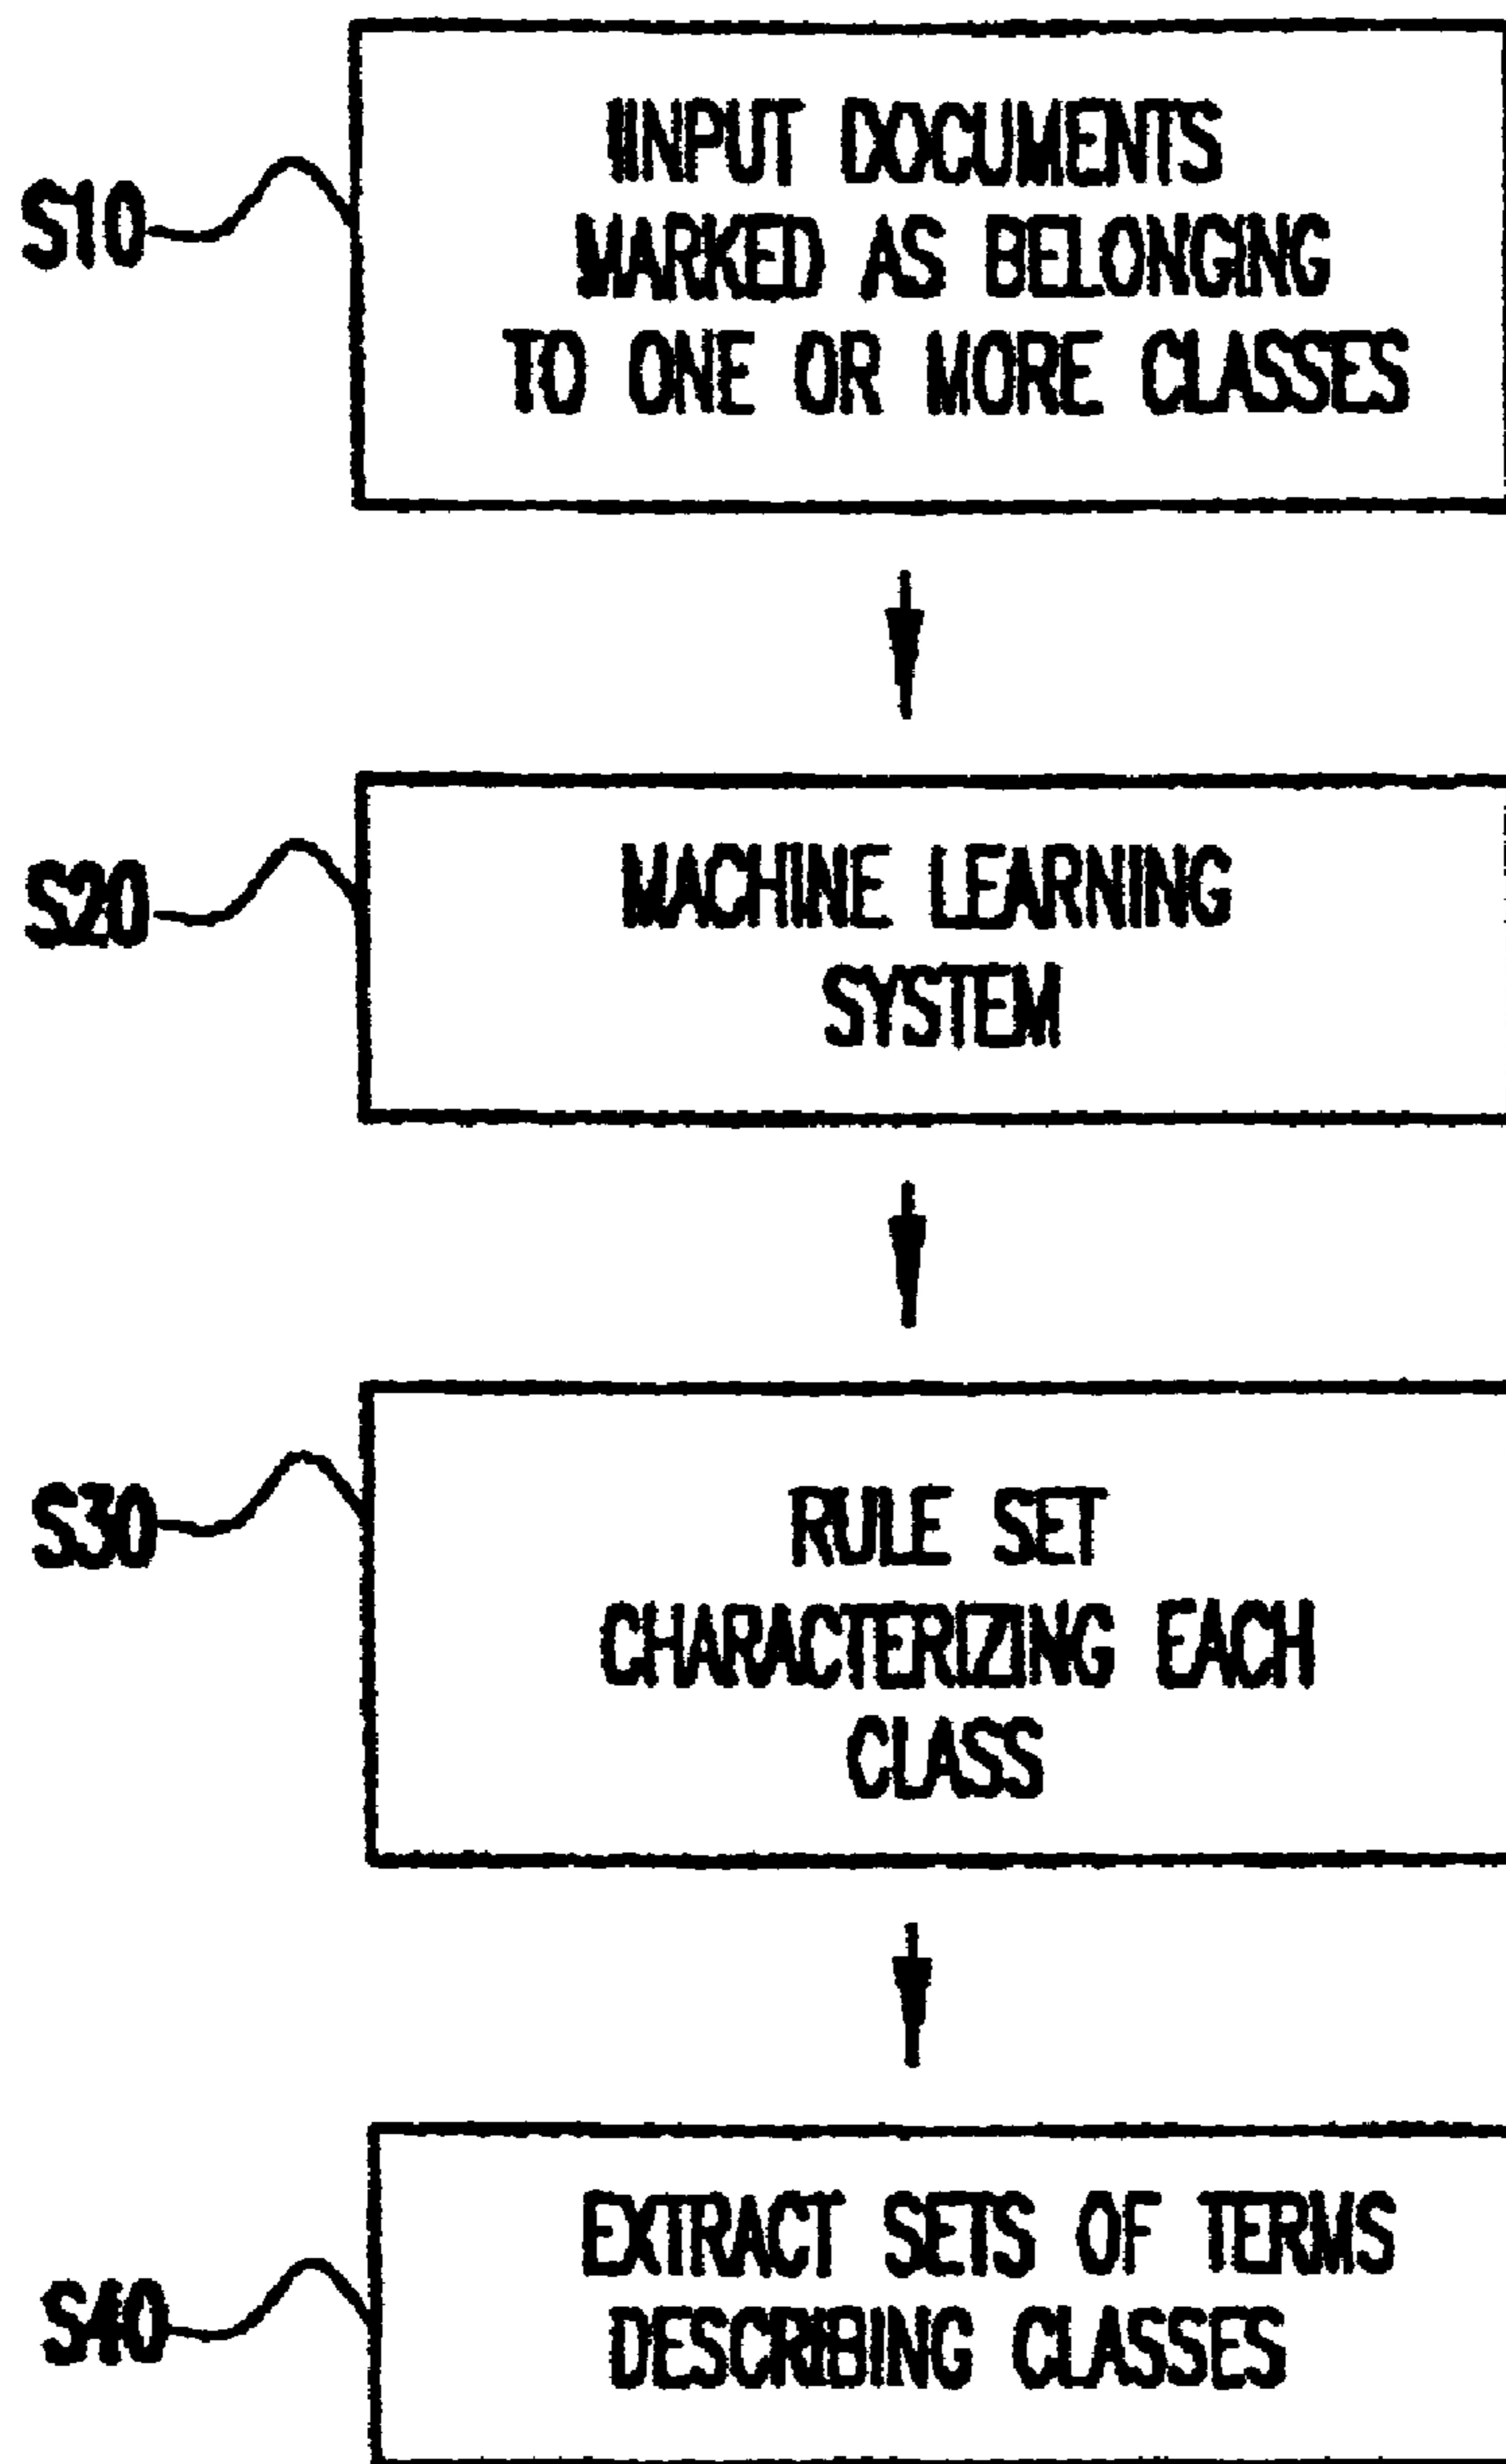 S10
INPUT DOCUMENTS
MARKED AS BELONGING
TO ONE OR MORE CLASSES
S20
MACHINE LEARNING
SYSTEM
S30
RULE SET
CHARACTERIZING EACH
CLASS
S40
EXTRACT SETS OF TERMS
DESCRIBING CLASSES